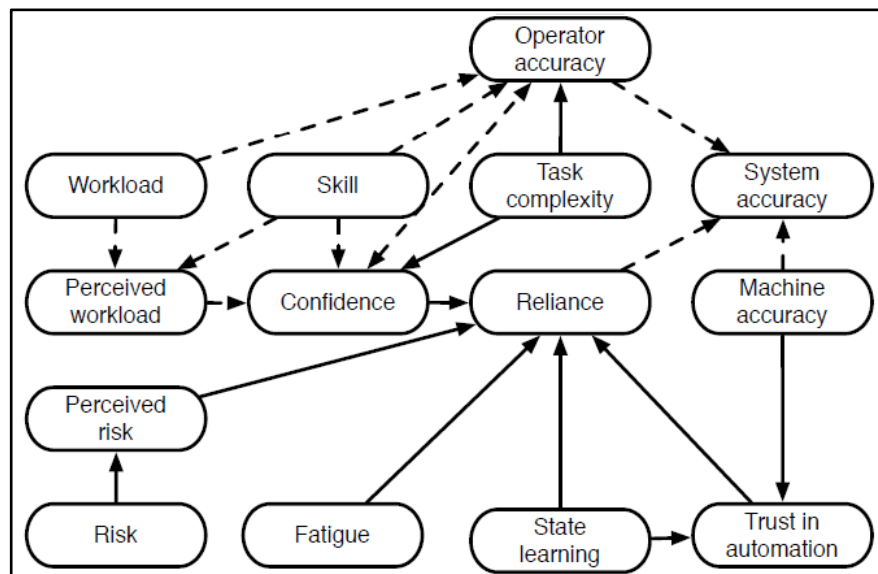 Operator
accuracy
Workload
Skill
Task
complexity
System
accuracy
Perceived
workload
Confidence
Reliance
Machine
accuracy
Perceived
risk
Risk
Fatigue
State
learning
Trust in
automation